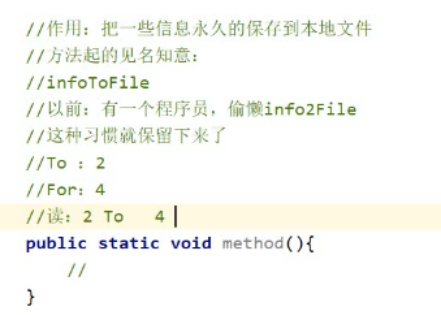 //作用：把一些信息永久的保存到本地文件
//方法起的见名知意：
//infoToFile
//以前：有一个程序员，偷懒info2File
//这种习惯就保留下来了
//To : 2
//For: 4
//读：2 To   4
public static void method(){
    //
}